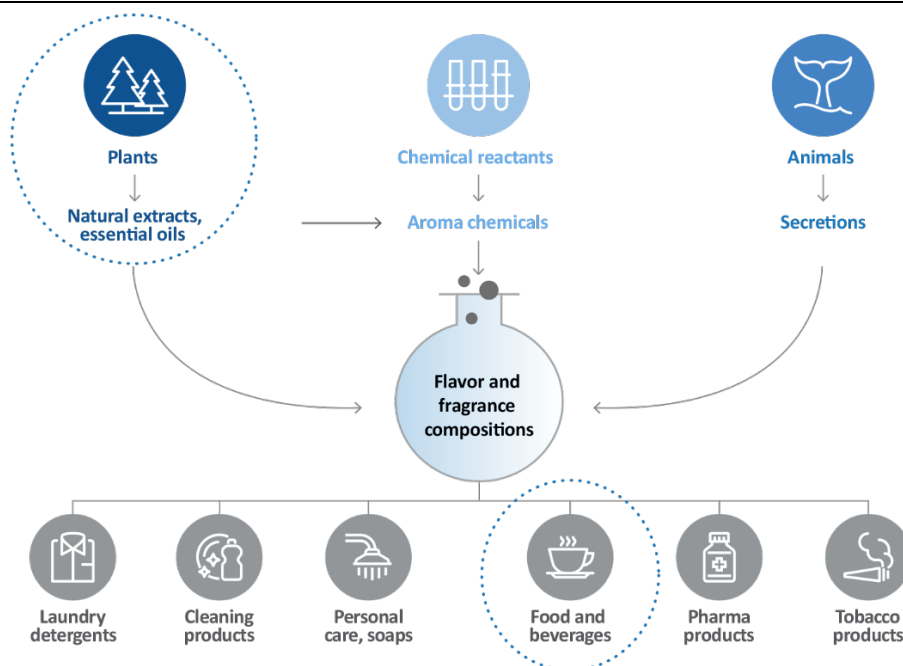 Plants
Chemical reactants
Animals
Natural extracts,
essential oils
Aroma chemicals
Secretions
Flavor and
fragrance
compositions
Laundry
detergents
Cleaning
products
Personal
care, soaps
Food and
beverages
Pharma
products
Tobacco
products